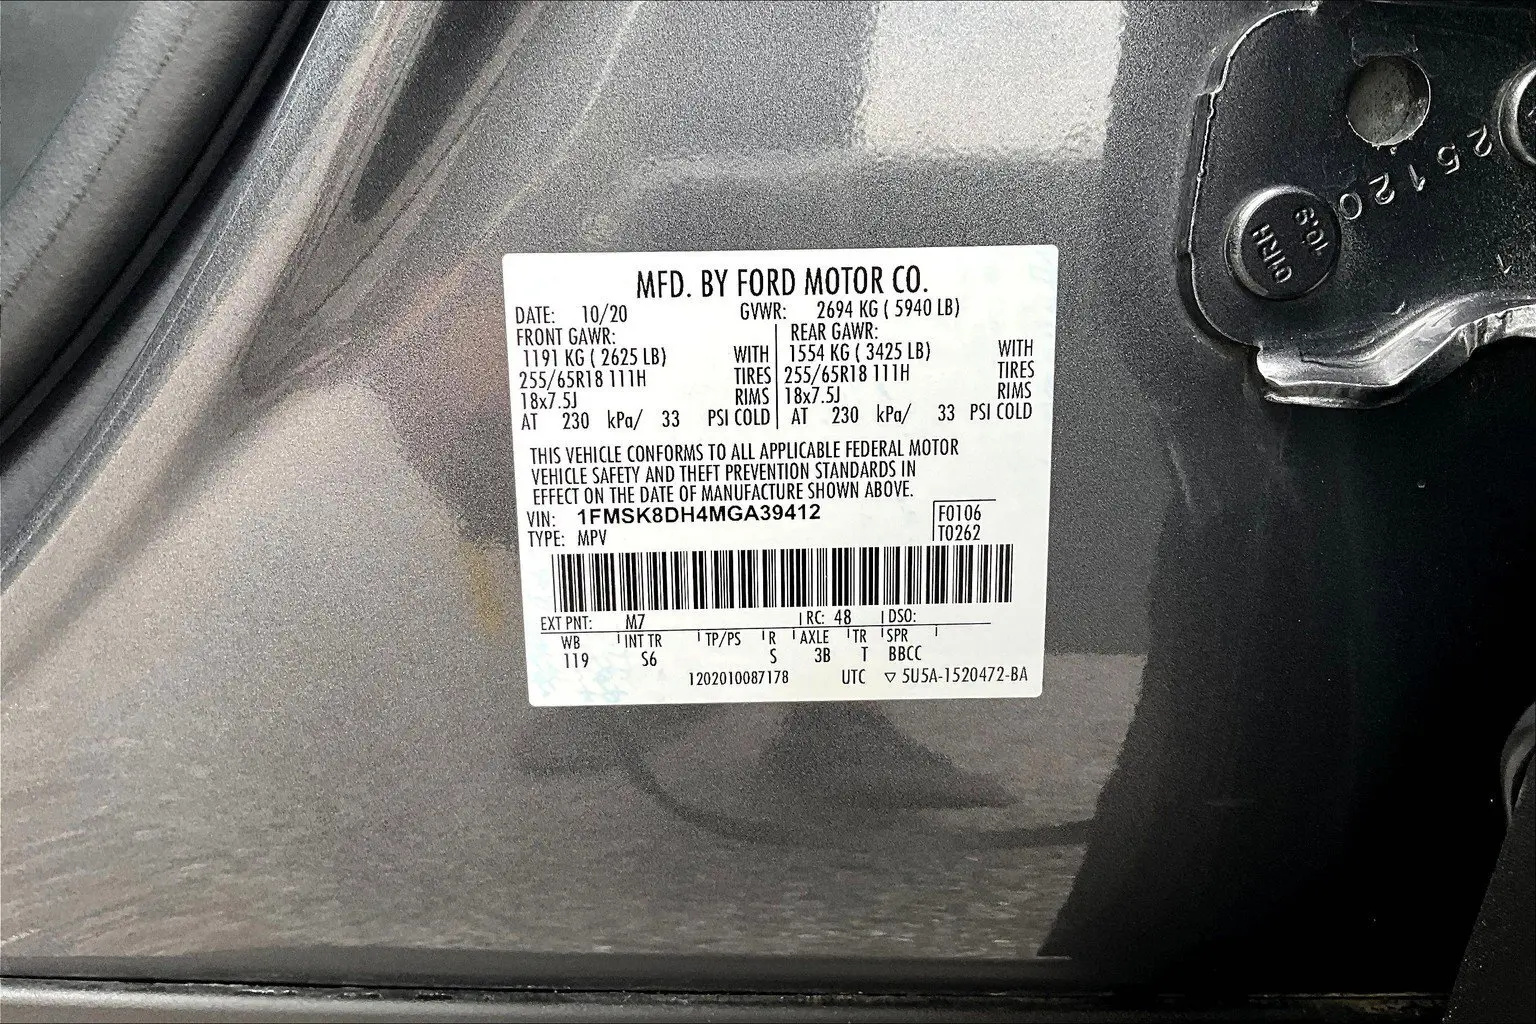 MFD. BY FORD MOTOR CO.
DATE: 10/20 GVWR: 2694 KG ( 5940 LB)
FRONT GAWR: REAR GAWR:
1191 KG ( 2625 LB) WITH 1554 KG ( 3425 LB) WITH
255/65R18 111H TIRES 255/65R18 111H TIRES
18x7.5J RIMS 18x7.5J RIMS
AT 230 kPa/ 33 PSI COLD AT 230 kPa/ 33 PSI COLD
THIS VEHICLE CONFORMS TO ALL APPLICABLE FEDERAL MOTOR
VEHICLE SAFETY AND THEFT PREVENTION STANDARDS IN
EFFECT ON THE DATE OF MANUFACTURE SHOWN ABOVE.
VIN: 1FMSK8DH4MGA39412 F0106
TYPE: MPV T0262
EXT PNT: M7 RC: 48 DSO:
WB INT TR TP/PS R AXLE TR SPR
119 S6 S 3B T BBCC
1202010087178 UTC ▽ 5U5A-1520472-BA
25120
10.9